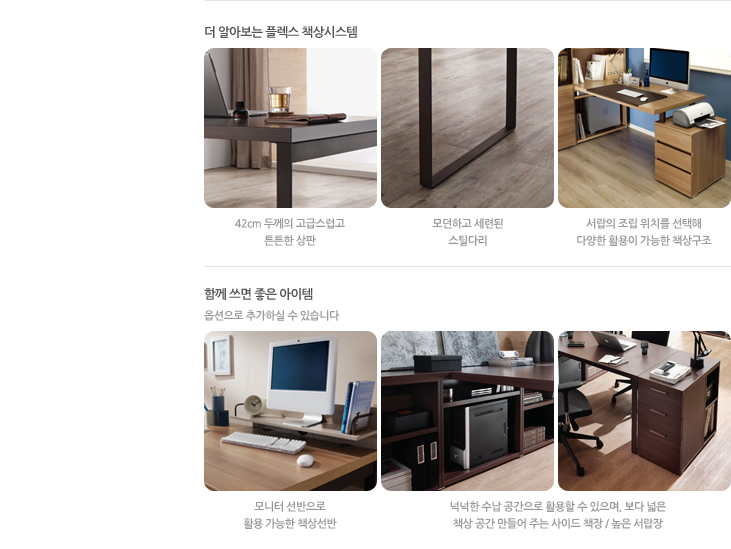 더 알아보는 플렉스 책상시스템
42cm 두께의 고급스럽고
튼튼한 상판
모던하고 세련된
스틸다리
서랍의 조립 위치를 선택해
다양한 활용이 가능한 책상구조
함께 쓰면 좋은 아이템
옵션으로 추가하실 수 있습니다
모니터 선반으로
활용 가능한 책상선반
넉넉한 수납 공간으로 활용할 수 있으며, 보다 넓은
책상 공간 만들어 주는 사이드 책장 / 높은 서랍장